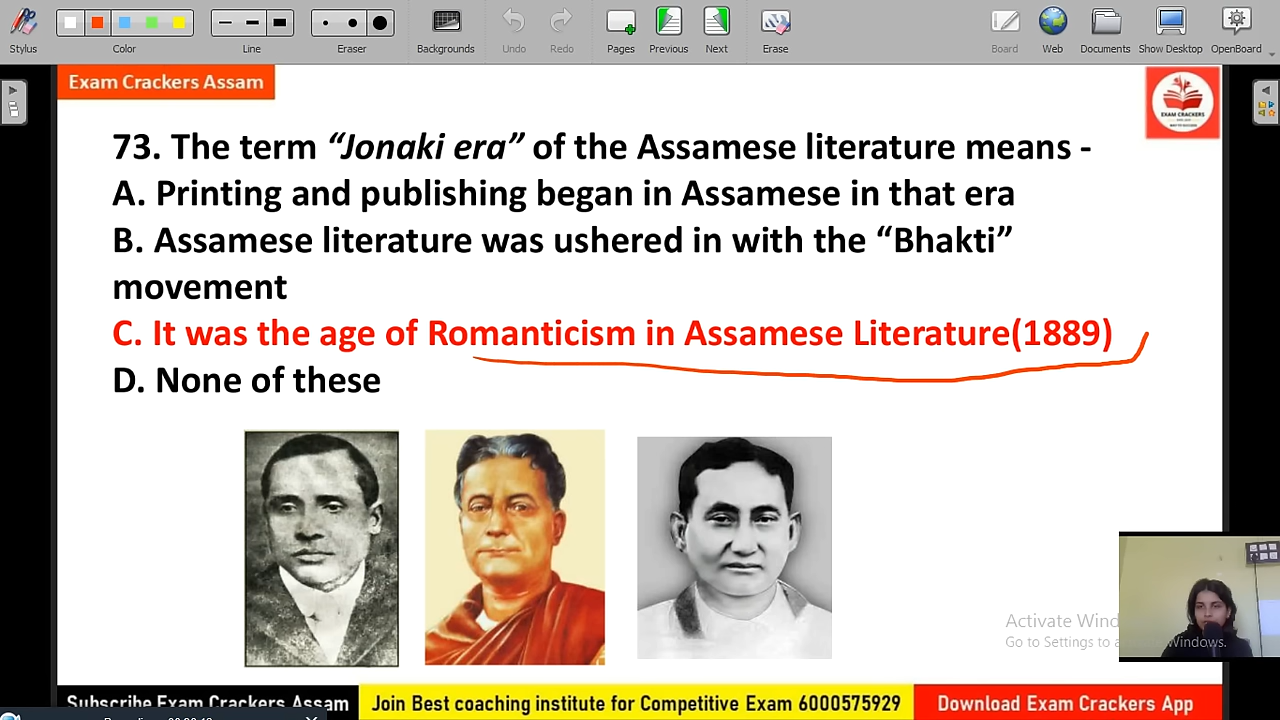 Stylus
Color
Line
Eraser
Backgrounds
Undo
Redo
Pages
Previous
Next
Erase
Board
Web
Documents
Show Desktop
OpenBoard
Exam Crackers Assam
EXAM CRACKERS
73. The term “Jonaki era” of the Assamese literature means -
A. Printing and publishing began in Assamese in that era
B. Assamese literature was ushered in with the “Bhakti”
movement
C. It was the age of Romanticism in Assamese Literature(1889)
D. None of these
Activate Wind
Go to Settings to a Windows.
Subscribe Exam Crackers Assam
Join Best coaching institute for Competitive Exam 6000575929
Download Exam Crackers App